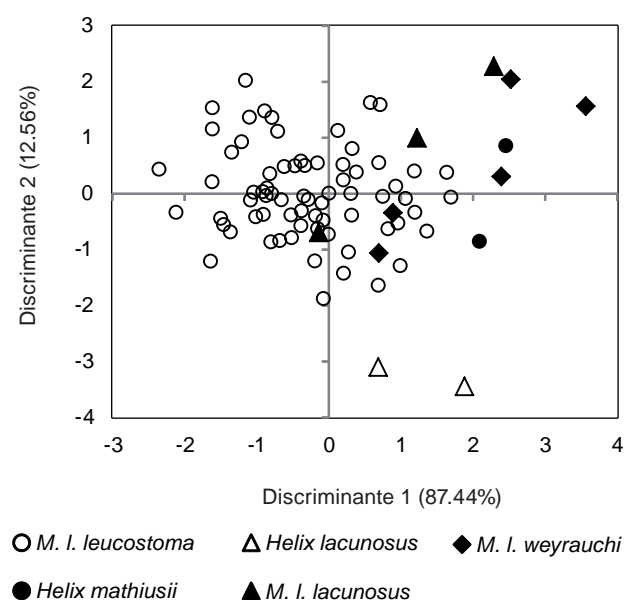 3
2
1
0
-1
-2
-3
-4
-3
-2
-1
0
1
2
3
4
Discriminante 2 (12.56%)
Discriminante 1 (87.44%)
M. l. leucostoma
Helix lacunosus
M. l. weyrauchi
Helix mathiusii
M. l. lacunosus